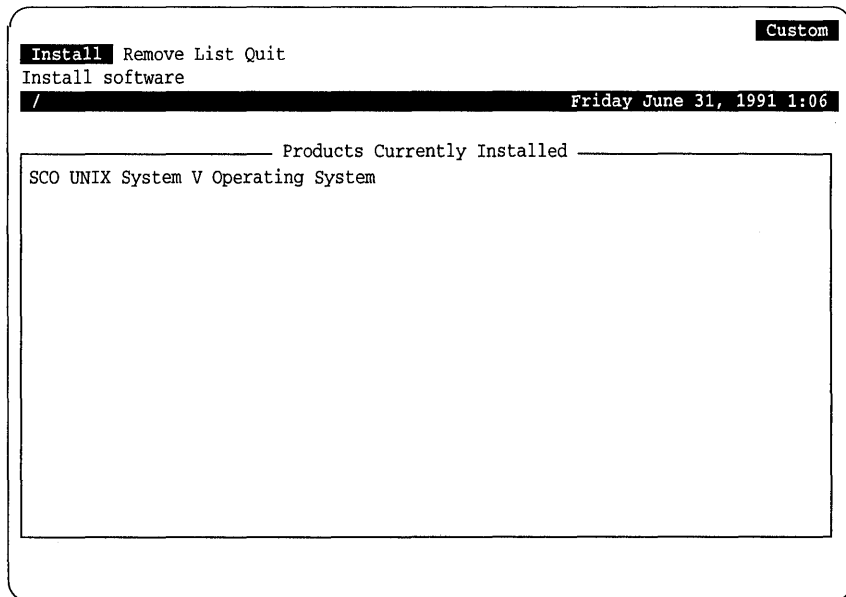 Custom
Install Remove List Quit
Install software
/ Friday June 31, 1991 1:06
Products Currently Installed
SCO UNIX System V Operating System